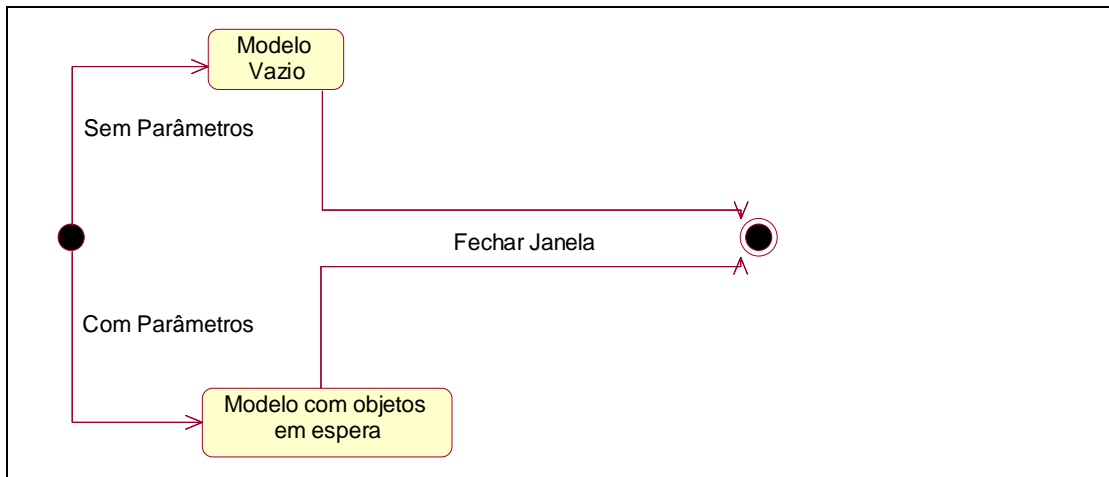 Modelo
Vazio
Sem Parâmetros
Fechar Janela
Com Parâmetros
Modelo com objetos
em espera